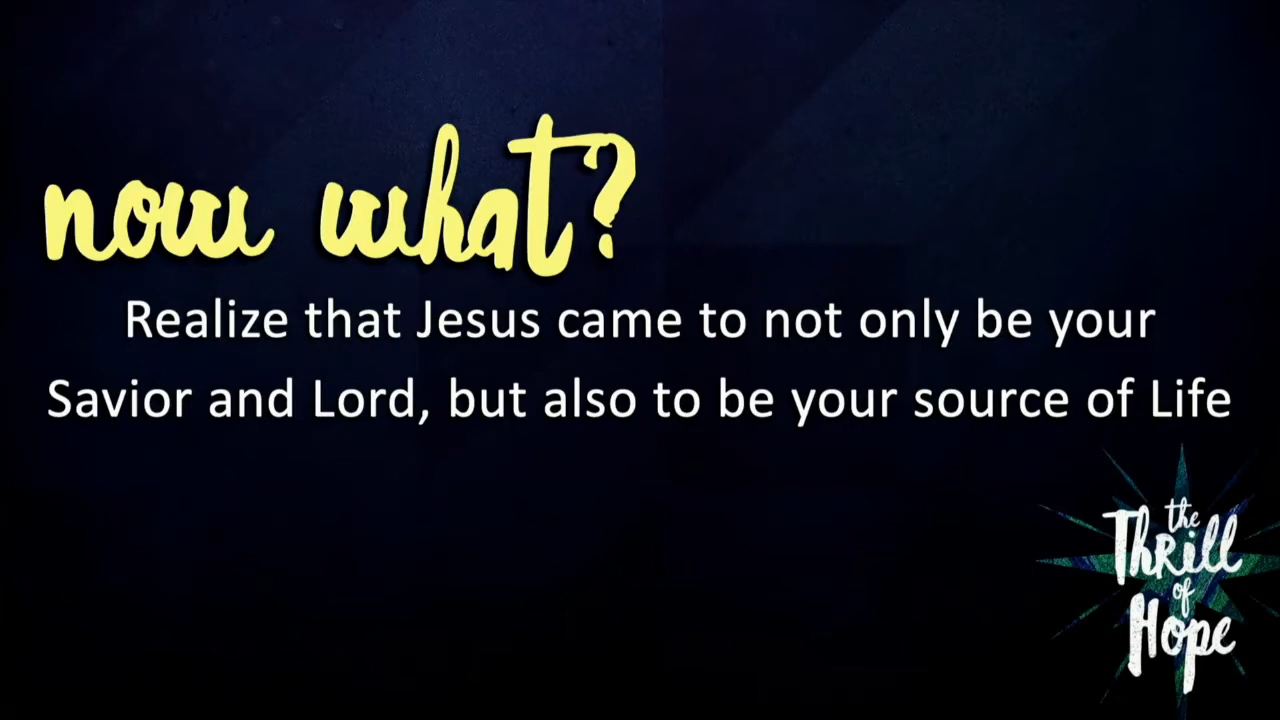 now what?
Realize that Jesus came to not only be your
Savior and Lord, but also to be your source of Life
the
Thrill
of
Hope